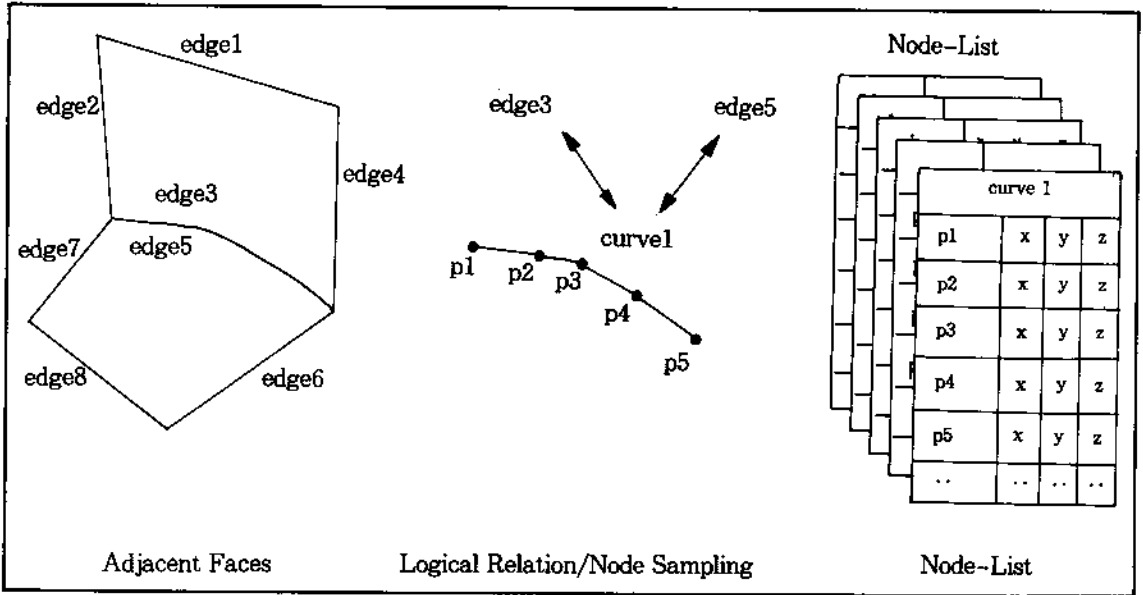 edge1
edge2
edge3
edge4
edge5
edge7
edge8
edge6
Adjacent Faces
edge3
edge5
curve1
p1
p2
p3
p4
p5
Logical Relation/Node Sampling
Node-List
curve 1
p1 x y z
p2 x y z
p3 x y z
p4 x y z
p5 x y z
.. .. .. ..
Node-List